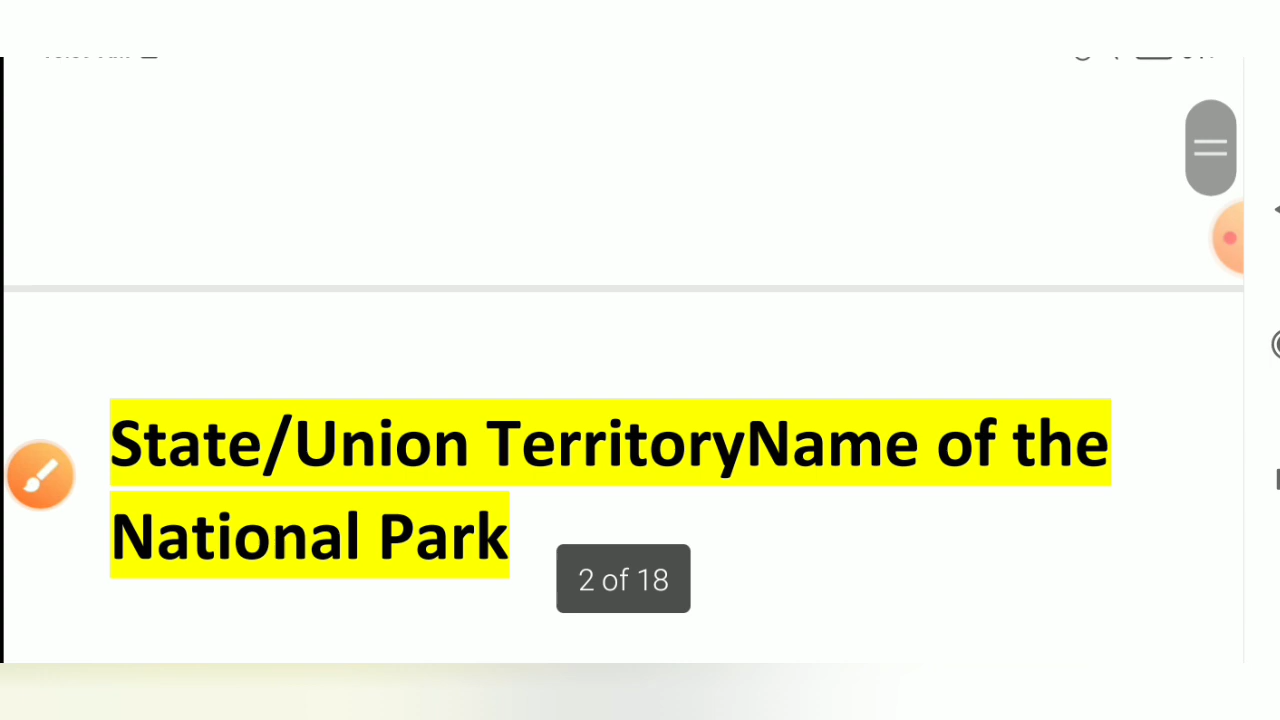 State/Union TerritoryName of the
National Park
2 of 18